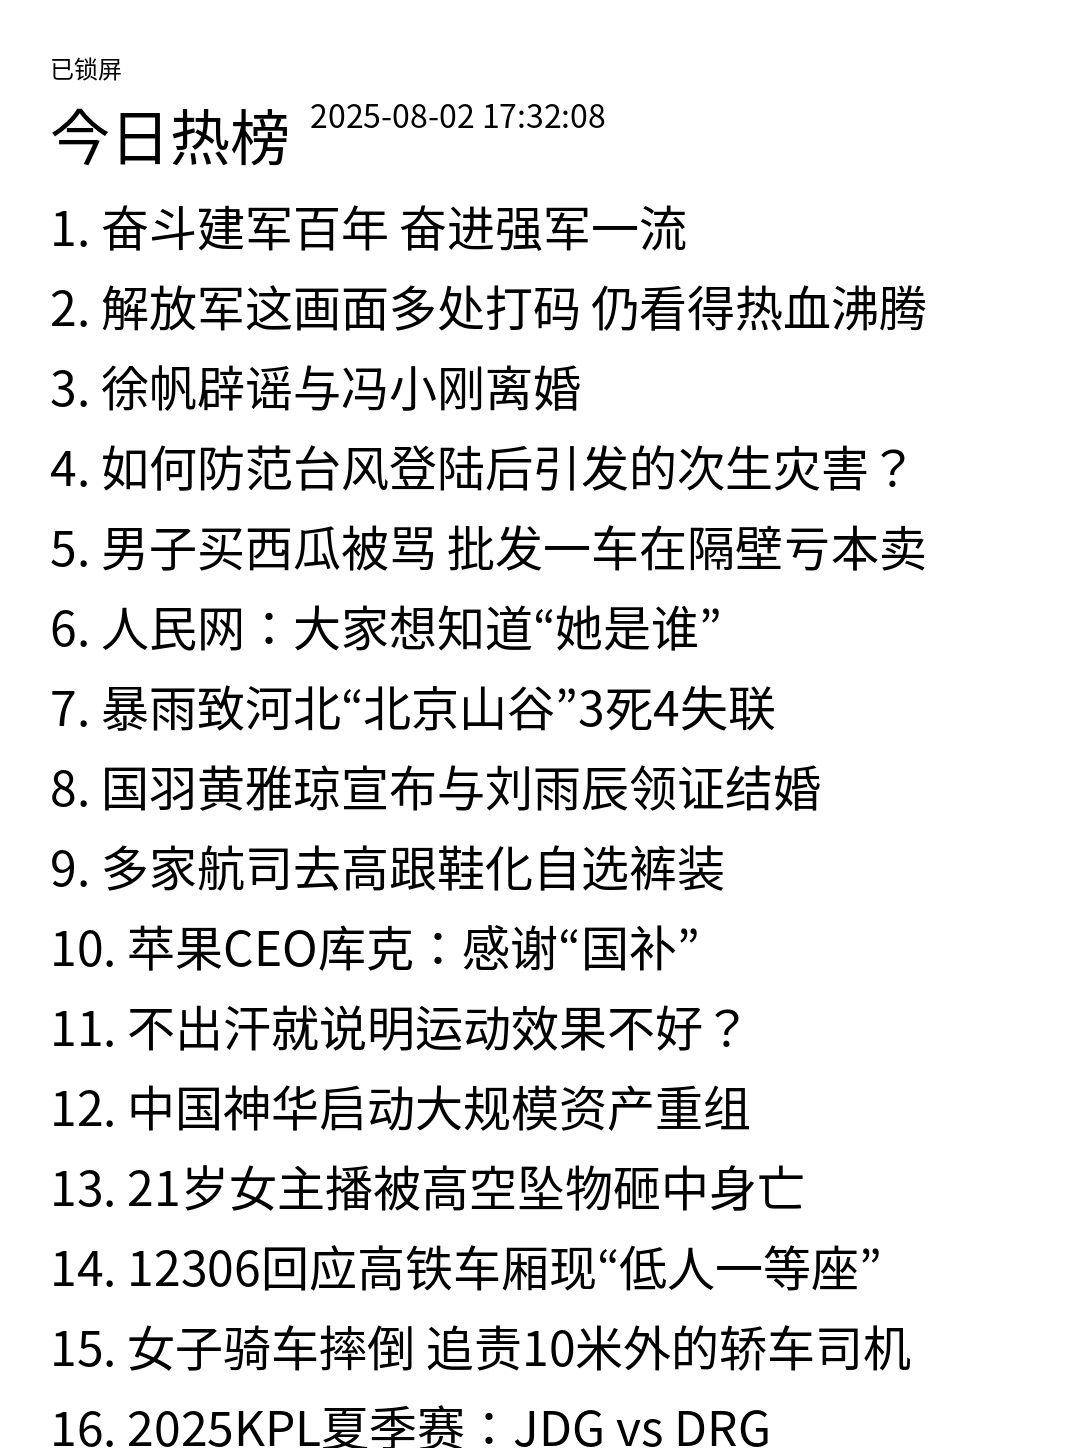 已锁屏
今日热榜 2025-08-02 17:32:08
1. 奋斗建军百年 奋进强军一流
2. 解放军这画面多处打码 仍看得热血沸腾
3. 徐帆辟谣与冯小刚离婚
4. 如何防范台风登陆后引发的次生灾害？
5. 男子买西瓜被骂 批发一车在隔壁亏本卖
6. 人民网：大家想知道“她是谁”
7. 暴雨致河北“北京山谷”3死4失联
8. 国羽黄雅琼宣布与刘雨辰领证结婚
9. 多家航司去高跟鞋化自选裤装
10. 苹果CEO库克：感谢“国补”
11. 不出汗就说明运动效果不好？
12. 中国神华启动大规模资产重组
13. 21岁女主播被高空坠物砸中身亡
14. 12306回应高铁车厢现“低人一等座”
15. 女子骑车摔倒 追责10米外的轿车司机
16. 2025KPL夏季赛：JDG vs DRG